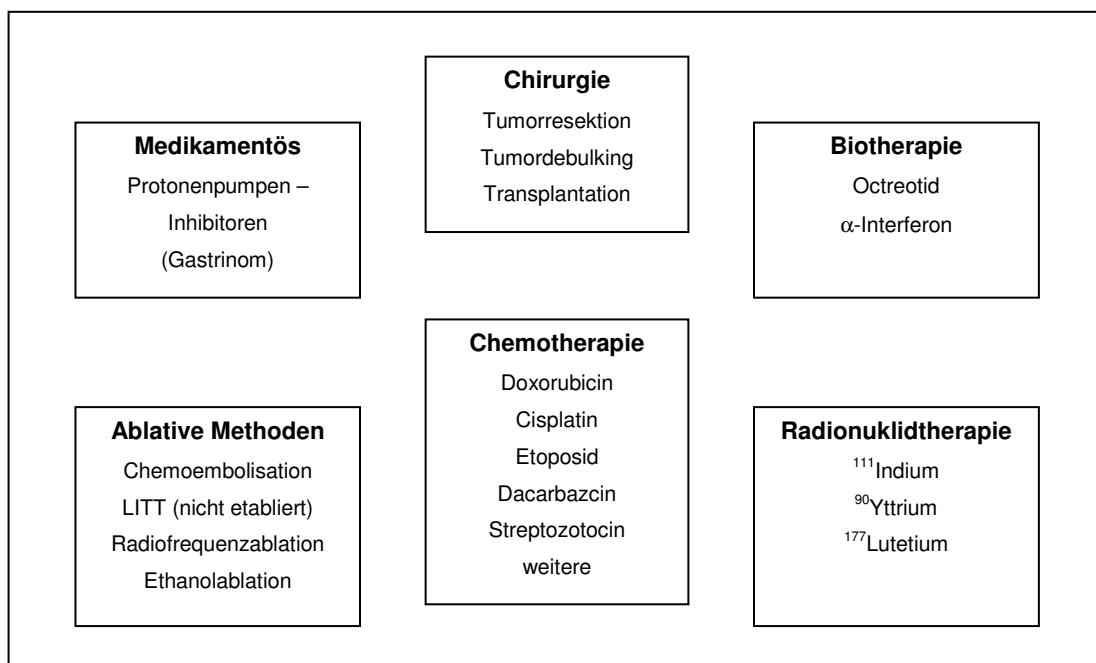 Chirurgie
Tumorresektion
Tumordebulking
Transplantation
Medikamentös
Protonenpumpen –
Inhibitoren
(Gastrinom)
Biotherapie
Octreotid
α-Interferon
Chemotherapie
Doxorubicin
Cisplatin
Etoposid
Dacarbazcin
Streptozotocin
weitere
Ablative Methoden
Chemoembolisation
LITT (nicht etabliert)
Radiofrequenzablation
Ethanolablation
Radionuklidtherapie
¹¹¹Indium
⁹⁰Yttrium
¹⁷⁷Lutetium